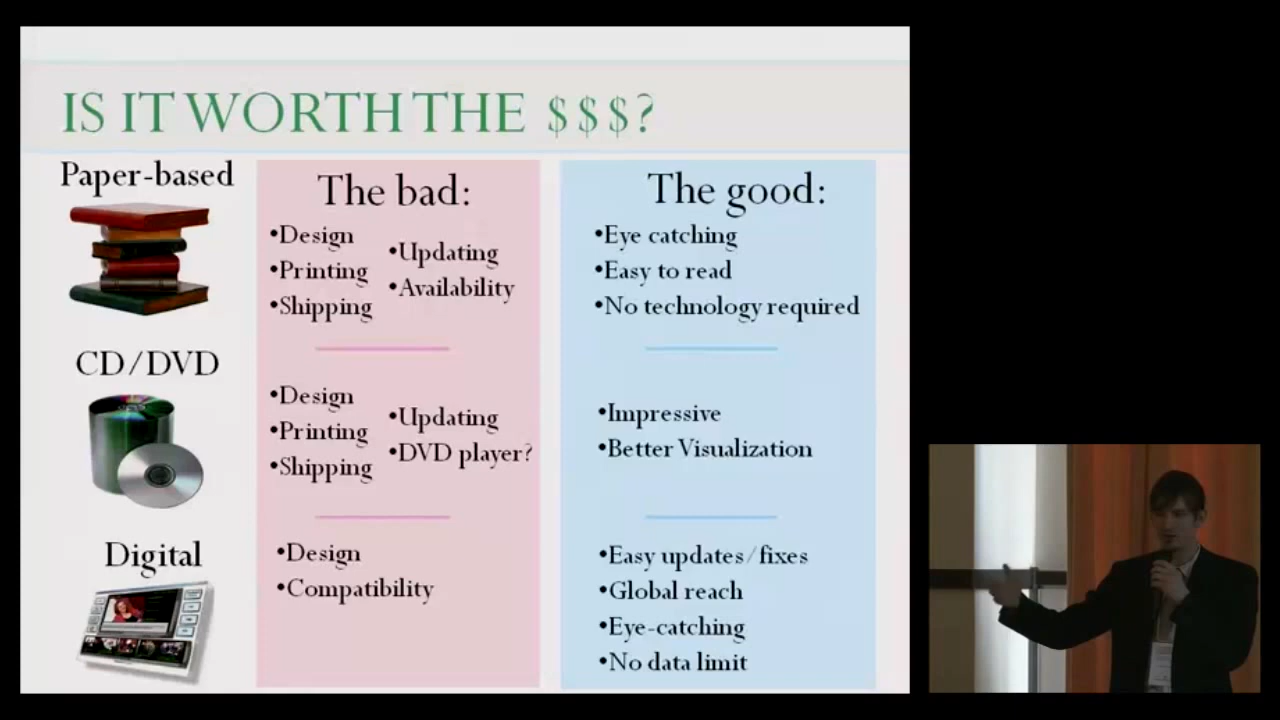 IS IT WORTH THE $$$?
Paper-based
The bad:
•Design
•Printing
•Shipping
•Updating
•Availability
The good:
•Eye catching
•Easy to read
•No technology required
CD/DVD
•Design
•Printing
•Shipping
•Updating
•DVD player?
•Impressive
•Better Visualization
Digital
•Design
•Compatibility
•Easy updates/fixes
•Global reach
•Eye-catching
•No data limit